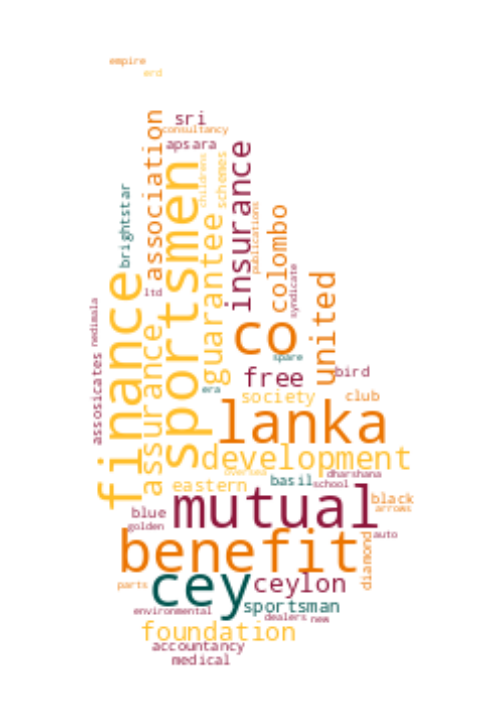 empire
erd
sri
consultancy
apsara
association
sportsmen
childrens
schemes
insurance
brightstar
guarantee
publications
colombo
syndicate
finance
ltd
nedimala
assurance
co
united
spare
assosicates
free
bird
era
society
club
lanka
development
overseas
eastern
basil
dharshana
school
mutual
black
arrows
blue
golden
benefit
auto
diamond
cey
ceylon
parts
sportsman
environmental
dealers
new
foundation
accountancy
medical